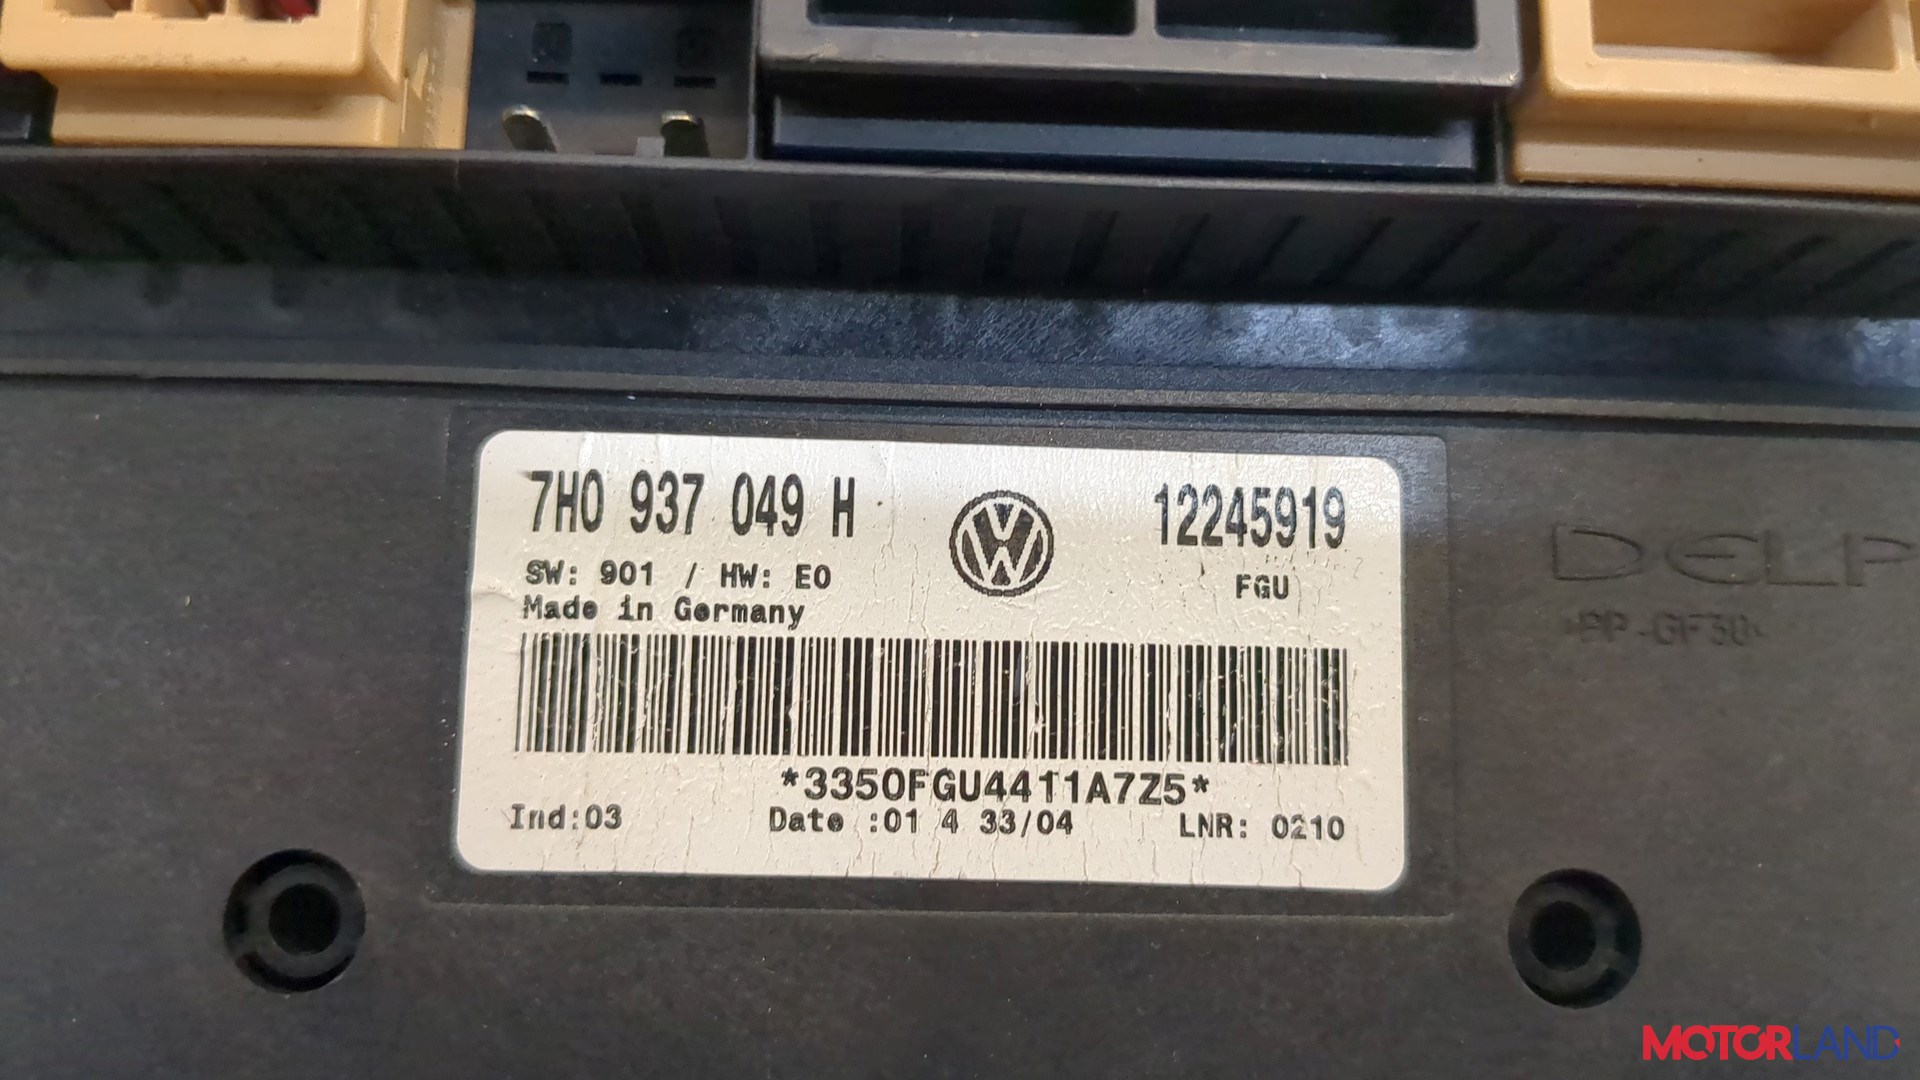 7H0 937 049 H
12245919
SW: 901 / HW: E0
FGU
Made in Germany
*3350FGU4411A7Z5*
Ind:03
Date :01 4 33/04
LNR: 0210
DELP
PP-GF30
MOTORLAND